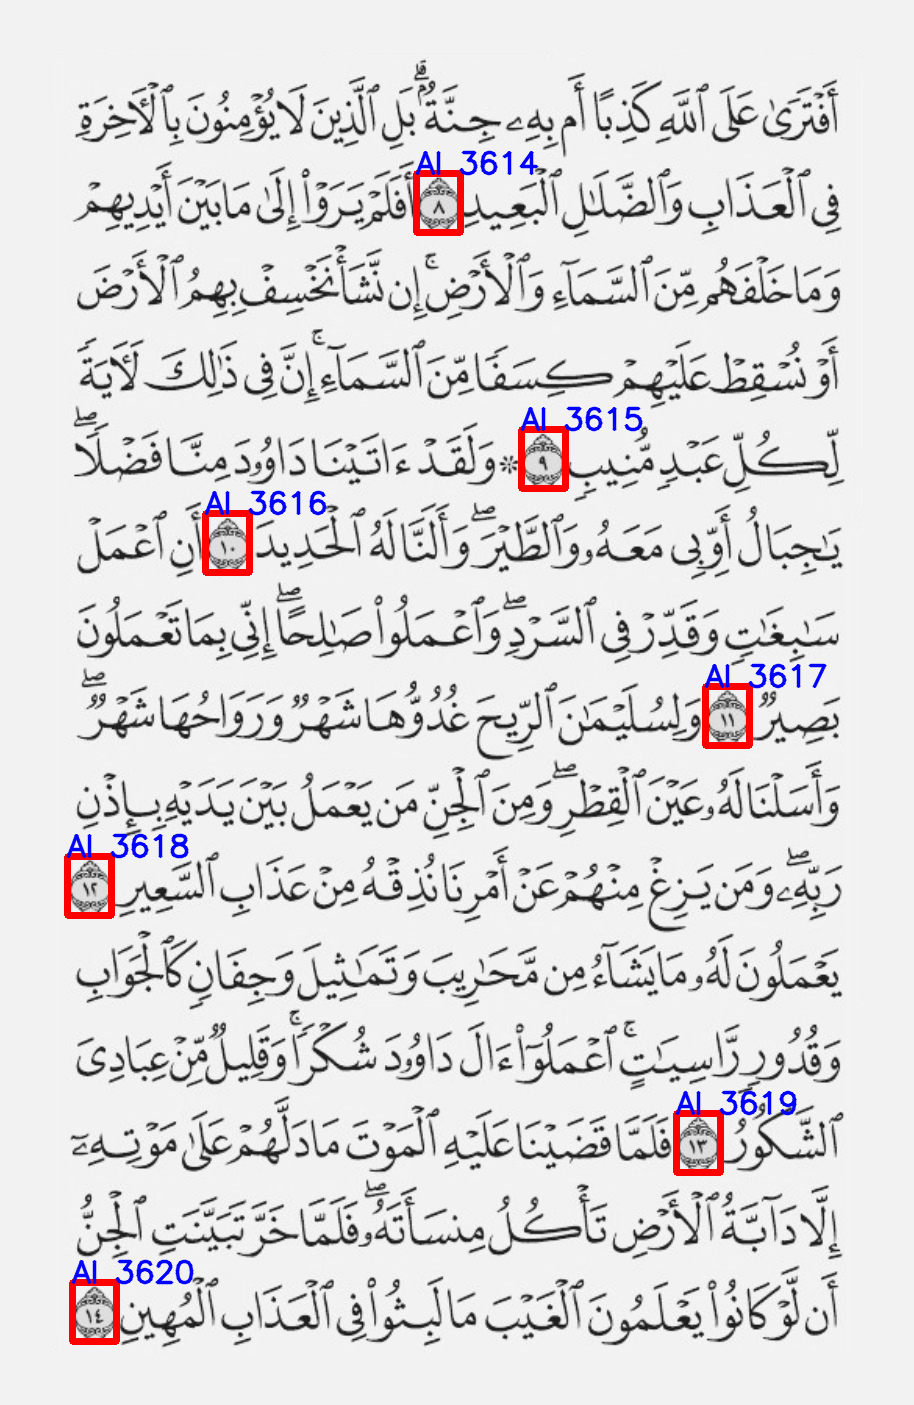 أَفْتَرَىٰ عَلَى ٱللَّهِ كَذِبًا أَم بِهِۦ جِنَّةٌۢ ۗ بَلِ ٱلَّذِينَ لَا يُؤْمِنُونَ بِٱلْـَٔاخِرَةِ
AI_3614
فِى ٱلْعَذَابِ وَٱلضَّلَـٰلِ ٱلْبَعِيدِ ٨ أَفَلَمْ يَرَوْا۟ إِلَىٰ مَا بَيْنَ أَيْدِيهِمْ
وَمَا خَلْفَهُم مِّنَ ٱلسَّمَآءِ وَٱلْأَرْضِ ۚ إِن نَّشَأْ نَخْسِفْ بِهِمُ ٱلْأَرْضَ
أَوْ نُسْقِطْ عَلَيْهِمْ كِسَفًا مِّنَ ٱلسَّمَآءِ ۚ إِنَّ فِى ذَٰلِكَ لَـَٔايَةً
AI_3615
لِّكُلِّ عَبْدٍ مُّنِيبٍ ٩ * وَلَقَدْ ءَاتَيْنَا دَاوُۥدَ مِنَّا فَضْلًا ۖ
AI_3616
يَـٰجِبَالُ أَوِّبِى مَعَهُۥ وَٱلطَّيْرَ ۖ وَأَلَنَّا لَهُ ٱلْحَدِيدَ ١٠ أَنِ ٱعْمَلْ
سَـٰبِغَـٰتٍ وَقَدِّرْ فِى ٱلسَّرْدِ ۖ وَٱعْمَلُوا۟ صَـٰلِحًا ۖ إِنِّى بِمَا تَعْمَلُونَ
AI_3617
بَصِيرٌ ١١ وَلِسُلَيْمَـٰنَ ٱلرِّيحَ غُدُوُّهَا شَهْرٌ وَرَوَاحُهَا شَهْرٌ ۖ
وَأَسَلْنَا لَهُۥ عَيْنَ ٱلْقِطْرِ ۖ وَمِنَ ٱلْجِنِّ مَن يَعْمَلُ بَيْنَ يَدَيْهِ بِإِذْنِ
AI_3618
رَبِّهِۦ ۖ وَمَن يَزِغْ مِنْهُمْ عَنْ أَمْرِنَا نُذِقْهُ مِنْ عَذَابِ ٱلسَّعِيرِ ١٢
يَعْمَلُونَ لَهُۥ مَا يَشَآءُ مِن مَّحَـٰرِيبَ وَتَمَـٰثِيلَ وَجِفَانٍ كَٱلْجَوَابِ
وَقُدُورٍ رَّاسِيَـٰتٍ ۚ ٱعْمَلُوٓا۟ ءَالَ دَاوُۥدَ شُكْرًا ۚ وَقَلِيلٌ مِّنْ عِبَادِىَ
AI_3619
ٱلشَّكُورُ ١٣ فَلَمَّا قَضَيْنَا عَلَيْهِ ٱلْمَوْتَ مَا دَلَّهُمْ عَلَىٰ مَوْتِهِۦٓ
إِلَّا دَآبَّةُ ٱلْأَرْضِ تَأْكُلُ مِنسَأَتَهُۥ ۖ فَلَمَّا خَرَّ تَبَيَّنَتِ ٱلْجِنُّ
AI_3620
أَن لَّوْ كَانُوا۟ يَعْلَمُونَ ٱلْغَيْبَ مَا لَبِثُوا۟ فِى ٱلْعَذَابِ ٱلْمُهِينِ ١٤